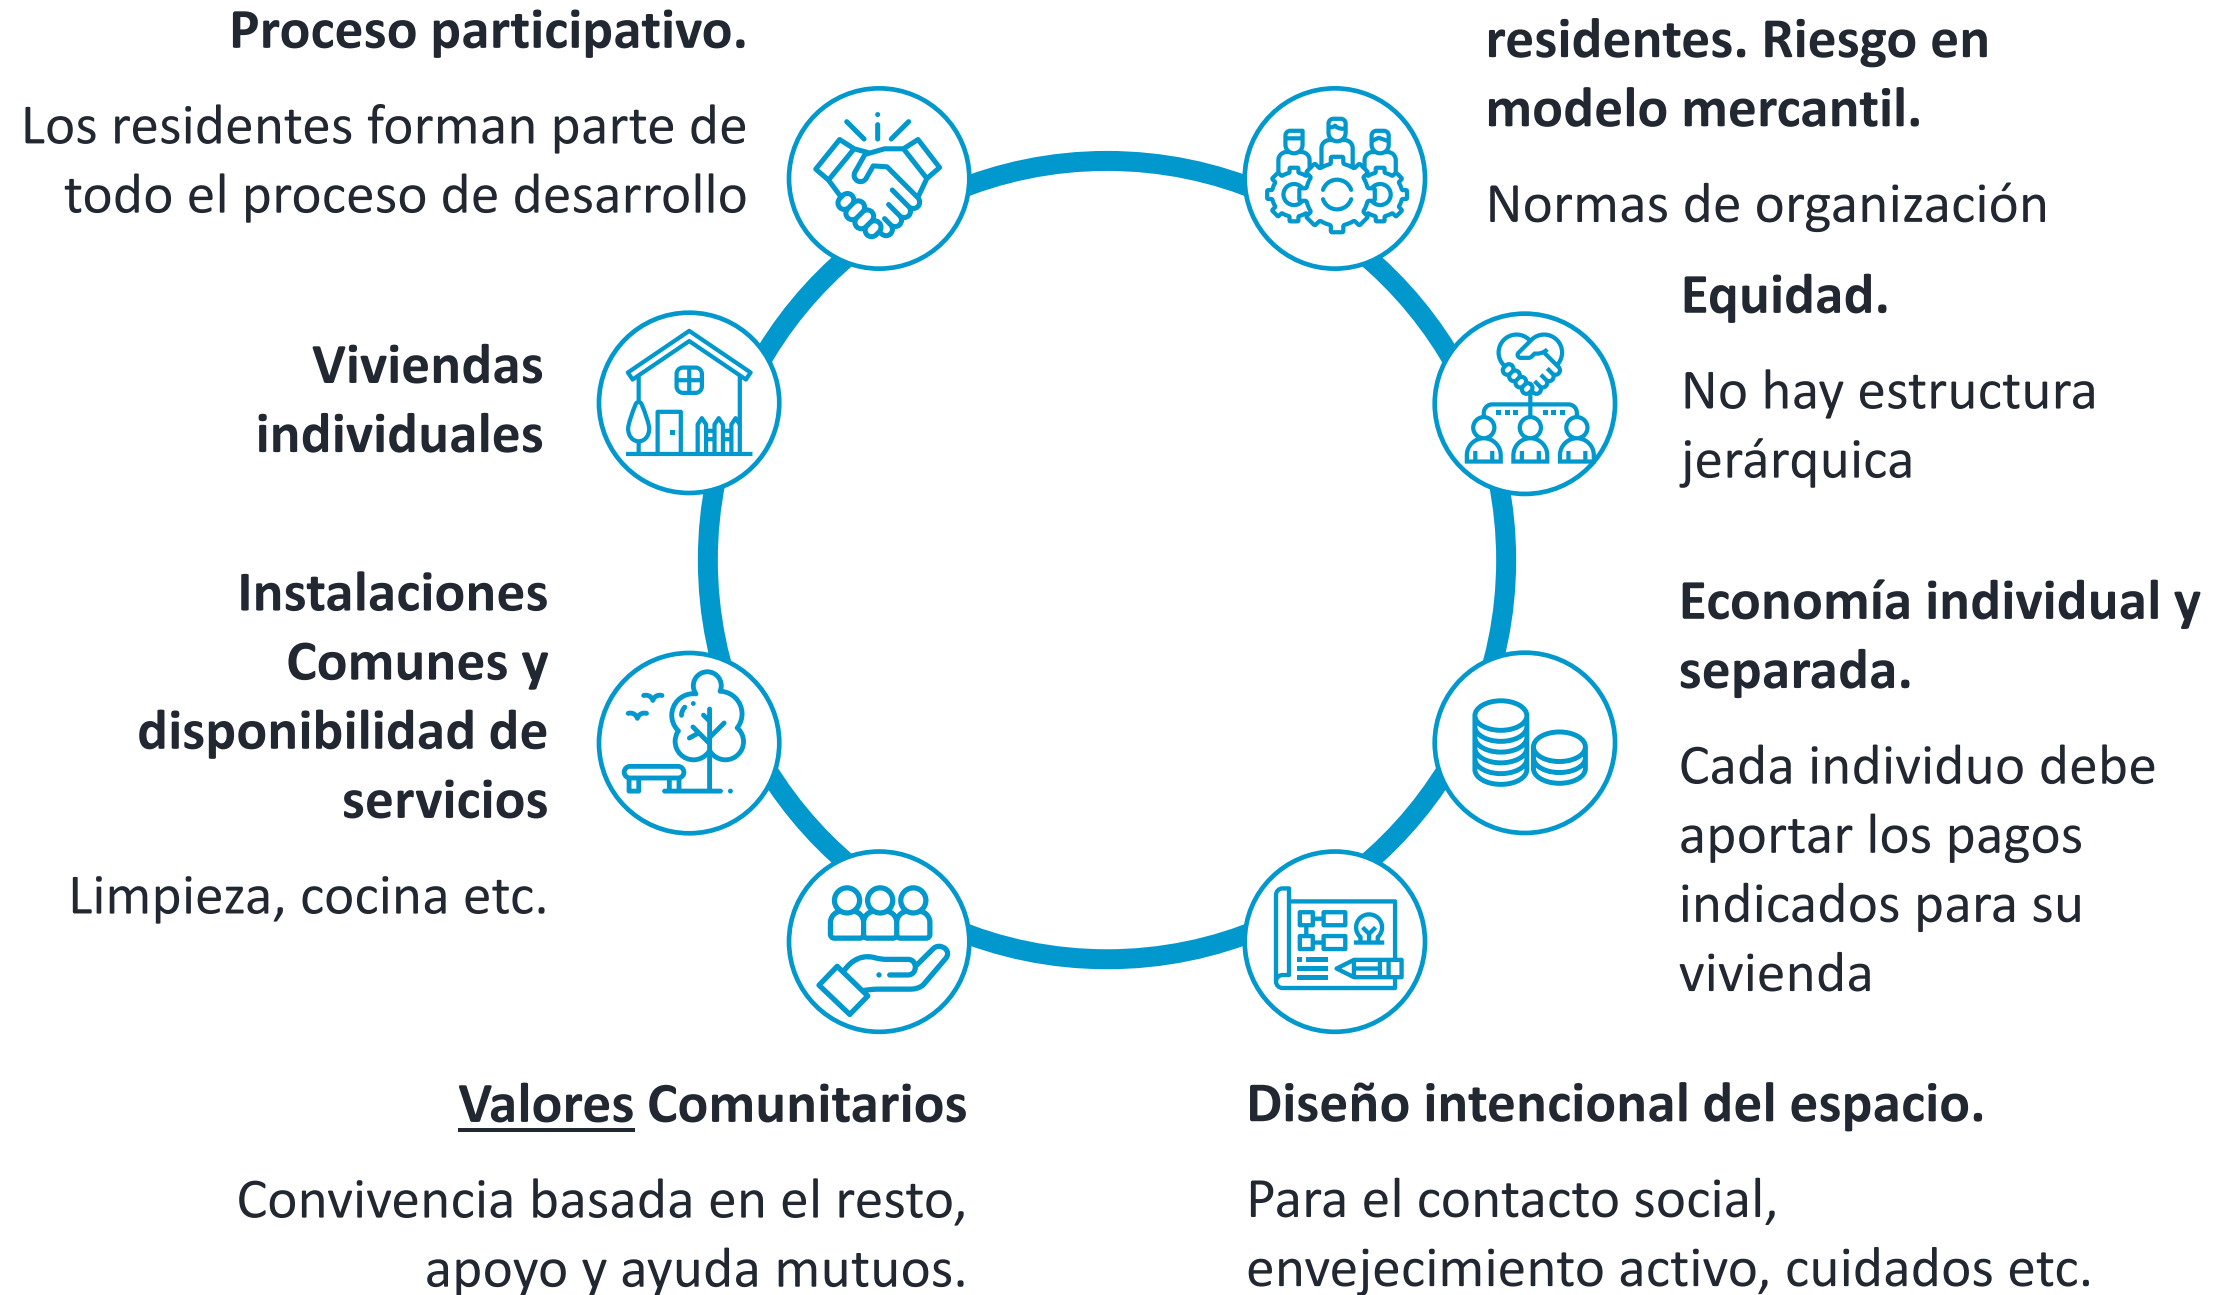 Proceso participativo.
Los residentes forman parte de
todo el proceso de desarrollo
residentes. Riesgo en
modelo mercantil.
Normas de organización
Viviendas
individuales
Equidad.
No hay estructura
jerárquica
Instalaciones
Comunes y
disponibilidad de
servicios
Limpieza, cocina etc.
Economía individual y
separada.
Cada individuo debe
aportar los pagos
indicados para su
vivienda
Valores Comunitarios
Convivencia basada en el resto,
apoyo y ayuda mutuos.
Diseño intencional del espacio.
Para el contacto social,
envejecimiento activo, cuidados etc.